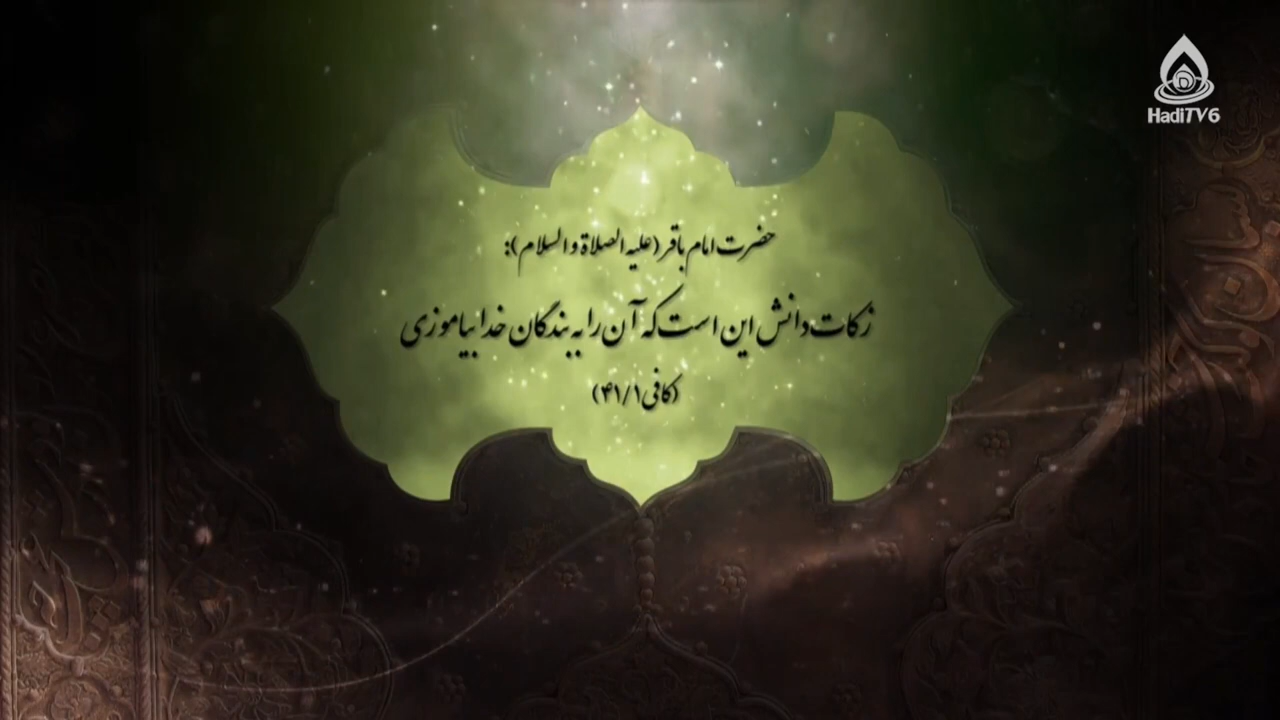 HadiTV6
حضرت امام باقر (علیه الصلاة والسلام):
زکات دانش این است که آن را به بندگان خدا بیاموزی
(کافی ۴۱/۱)